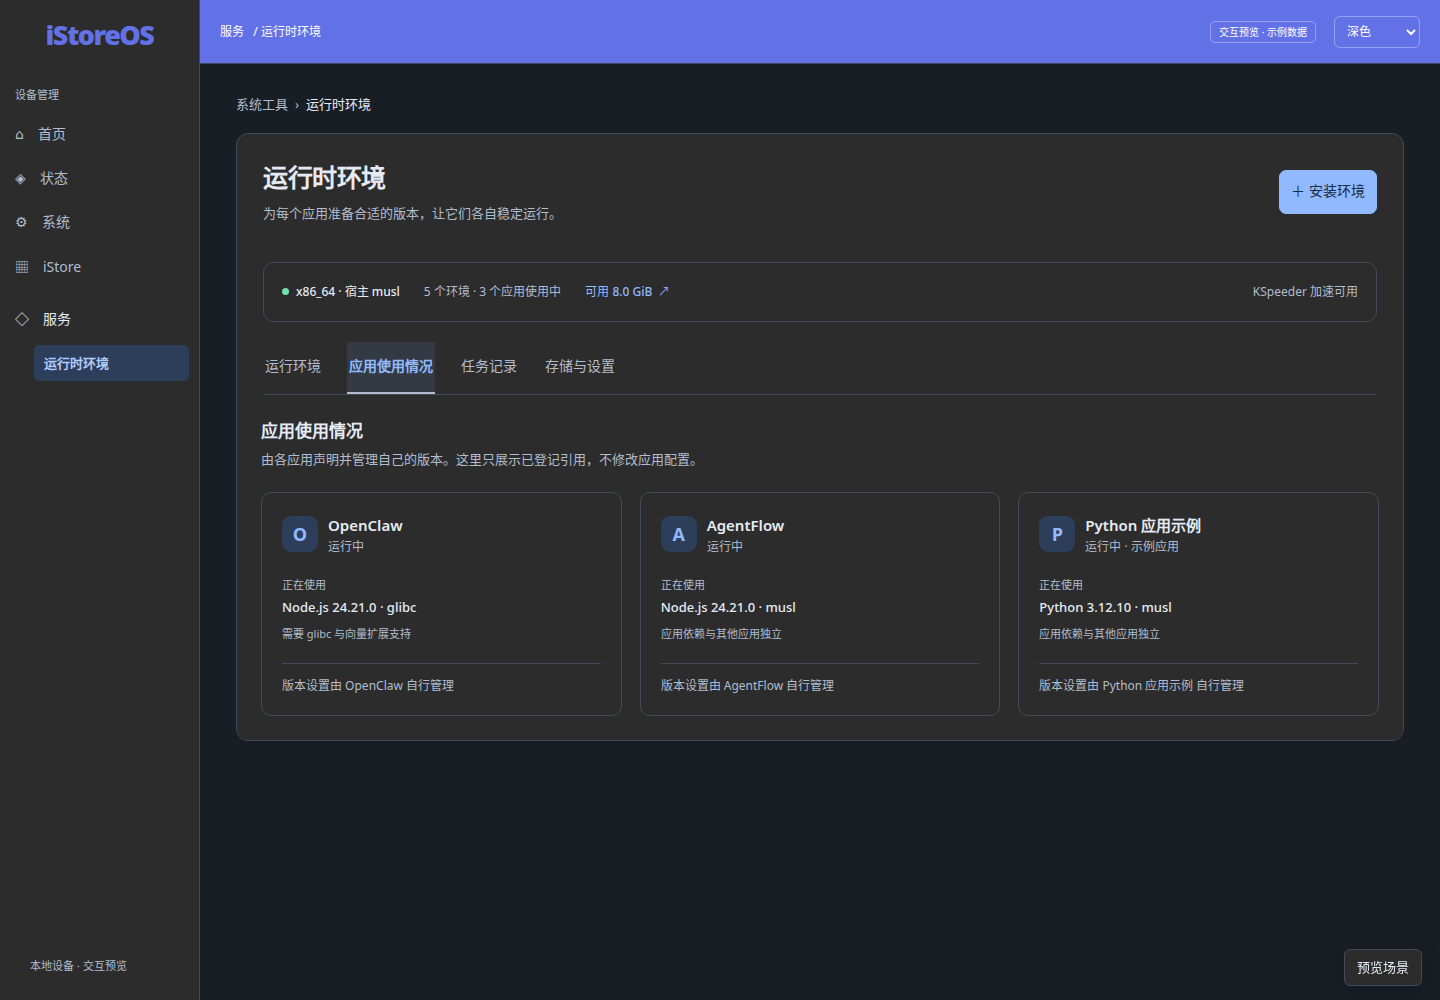 iStoreOS
设备管理
首页
状态
系统
iStore
服务
运行时环境
本地设备 · 交互预览
服务 / 运行时环境
交互预览 · 示例数据
深色
系统工具 › 运行时环境
运行时环境
为每个应用准备合适的版本，让它们各自稳定运行。
＋ 安装环境
x86_64 · 宿主 musl
5 个环境 · 3 个应用使用中
可用 8.0 GiB ↗
KSpeeder 加速可用
运行环境
应用使用情况
任务记录
存储与设置
应用使用情况
由各应用声明并管理自己的版本。这里只展示已登记引用，不修改应用配置。
O
OpenClaw
运行中
正在使用
Node.js 24.21.0 · glibc
需要 glibc 与向量扩展支持
版本设置由 OpenClaw 自行管理
A
AgentFlow
运行中
正在使用
Node.js 24.21.0 · musl
应用依赖与其他应用独立
版本设置由 AgentFlow 自行管理
P
Python 应用示例
运行中 · 示例应用
正在使用
Python 3.12.10 · musl
应用依赖与其他应用独立
版本设置由 Python 应用示例 自行管理
预览场景